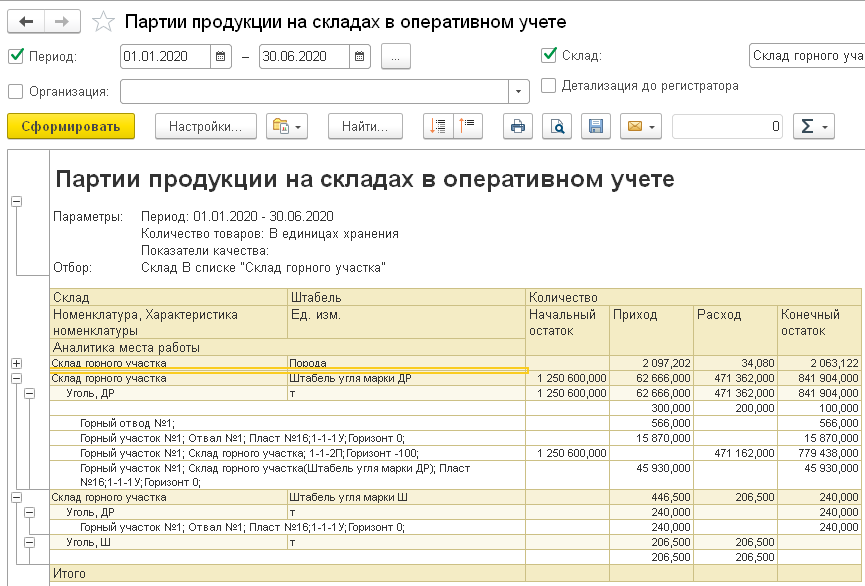 Партии продукции на складах в оперативном учете
Период: 01.01.2020 – 30.06.2020 ... Склад: Склад горного уча
Организация: Детализация до регистратора
Сформировать Настройки... Найти... 0 Σ
Партии продукции на складах в оперативном учете
Параметры: Период: 01.01.2020 - 30.06.2020
Количество товаров: В единицах хранения
Показатели качества:
Отбор: Склад В списке "Склад горного участка"
Склад Штабель Количество
Номенклатура, Характеристика номенклатуры Ед. изм. Начальный остаток Приход Расход Конечный остаток
Аналитика места работы
Склад горного участка Порода 2 097,202 34,080 2 063,122
Склад горного участка Штабель угля марки ДР 1 250 600,000 62 666,000 471 362,000 841 904,000
Уголь, ДР т 1 250 600,000 62 666,000 471 362,000 841 904,000
300,000 200,000 100,000
Горный отвод №1; 566,000 566,000
Горный участок №1; Отвал №1; Пласт №16;1-1-1У;Горизонт 0; 15 870,000 15 870,000
Горный участок №1; Склад горного участка; 1-1-2П;Горизонт -100; 1 250 600,000 471 162,000 779 438,000
Горный участок №1; Склад горного участка(Штабель угля марки ДР); Пласт 45 930,000 45 930,000
№16;1-1-1У;Горизонт 0;
Склад горного участка Штабель угля марки Ш 446,500 206,500 240,000
Уголь, ДР т 240,000 240,000
Горный участок №1; Отвал №1; Пласт №16;1-1-1У;Горизонт 0; 240,000 240,000
Уголь, Ш т 206,500 206,500
206,500 206,500
Итого